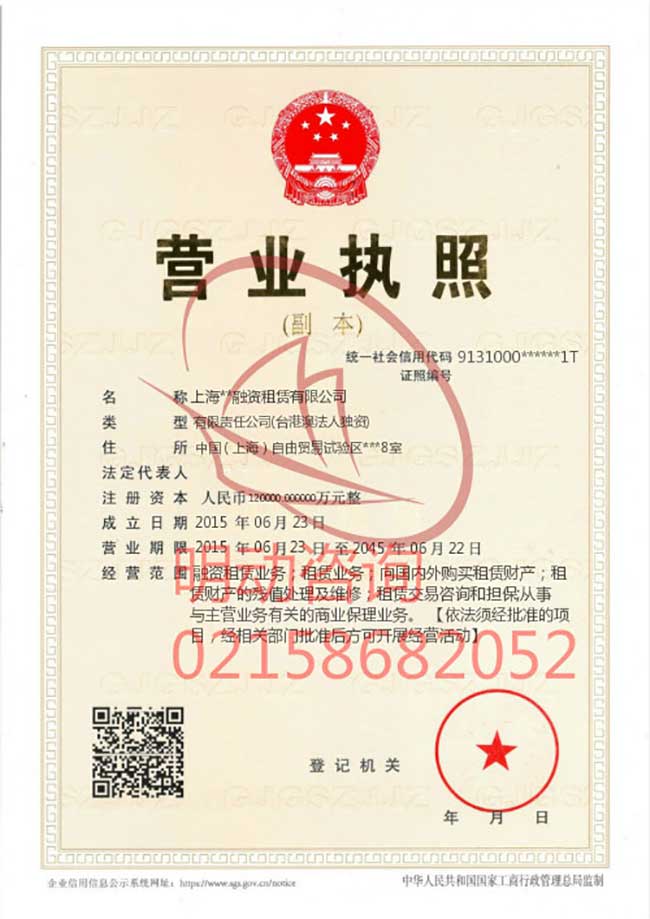 营业执照
(副 本)
统一社会信用代码 9131000******1T
证照编号
名 称 上海**融资租赁有限公司
类 型 有限责任公司(台港澳法人独资)
住 所 中国（上海）自由贸易试验区***8室
法定代表人
注册资本 人民币120000.000000万元整
成立日期 2015 年 06 月 23 日
营业期限 2015 年 06 月 23 日 至 2045 年 06 月 22 日
经营范围 融资租赁业务；租赁业务；向国内外购买租赁财产；租
赁财产的残值处理及维修；租赁交易咨询和担保;从事
与主营业务有关的商业保理业务。【依法须经批准的项
目，经相关部门批准后方可开展经营活动】
明动咨询
02158682052
登记机关
年 月 日
企业信用信息公示系统网址： https://www.sgs.gov.cn/notice
中华人民共和国国家工商行政管理总局监制